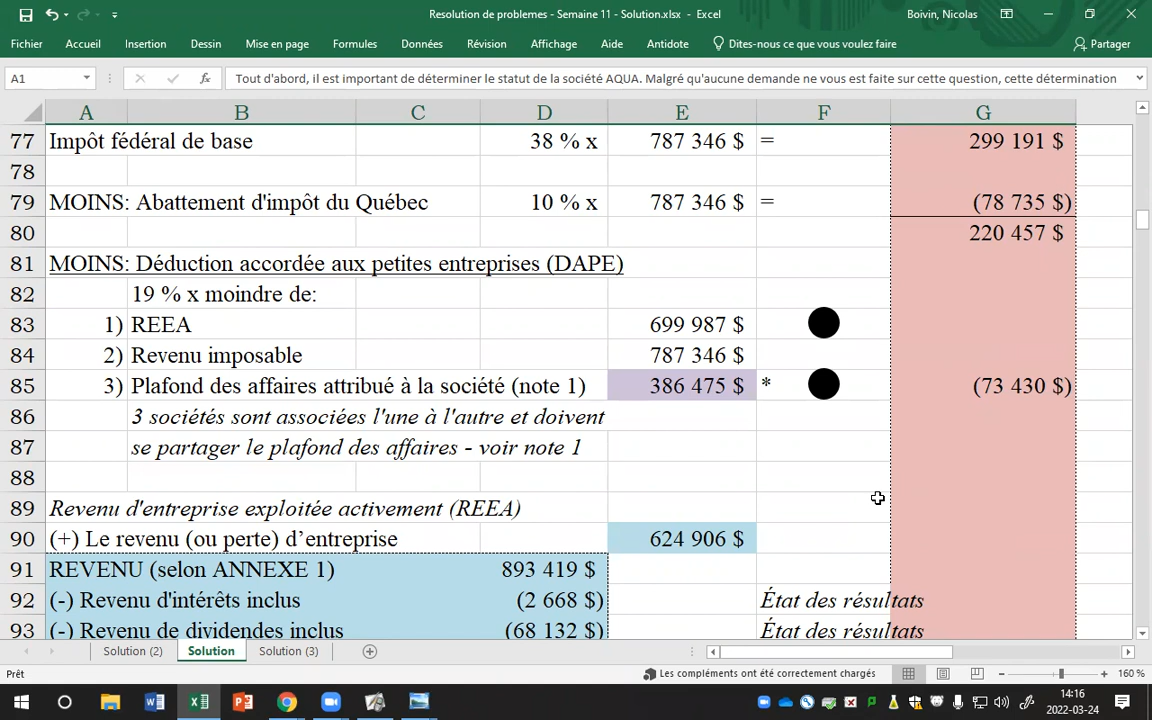 Resolution de problemes - Semaine 11 - Solution.xlsx - Excel
Boivin, Nicolas
Fichier Accueil Insertion Dessin Mise en page Formules Données Révision Affichage Aide Antidote Dites-nous ce que vous voulez faire Partager
A1 fx Tout d'abord, il est important de déterminer le statut de la société AQUA. Malgré qu'aucune demande ne vous est faite sur cette question, cette détermination
A B C D E F G
77 Impôt fédéral de base 38 % x 787 346 $ = 299 191 $
78
79 MOINS: Abattement d'impôt du Québec 10 % x 787 346 $ = (78 735 $)
80 220 457 $
81 MOINS: Déduction accordée aux petites entreprises (DAPE)
82 19 % x moindre de:
83 1) REEA 699 987 $
84 2) Revenu imposable 787 346 $
85 3) Plafond des affaires attribué à la société (note 1) 386 475 $ * (73 430 $)
86 3 sociétés sont associées l'une à l'autre et doivent
87 se partager le plafond des affaires - voir note 1
88
89 Revenu d'entreprise exploitée activement (REEA)
90 (+) Le revenu (ou perte) d’entreprise 624 906 $
91 REVENU (selon ANNEXE 1) 893 419 $
92 (-) Revenu d'intérêts inclus (2 668 $) État des résultats
93 (-) Revenu de dividendes inclus (68 132 $) État des résultats
Solution (2) Solution Solution (3)
Prêt Les compléments ont été correctement chargés 160 %
14:16
2022-03-24